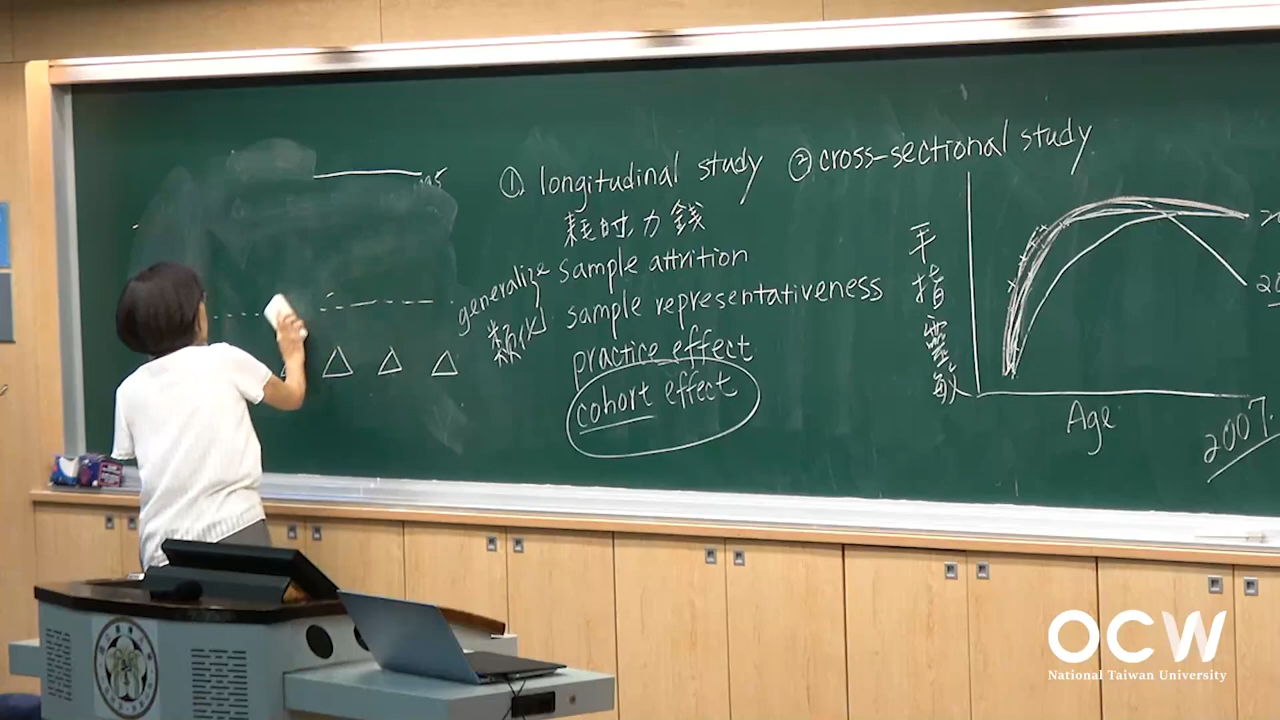 ① longitudinal study
② cross-sectional study
耗时力錢
generalize
類化
sample attrition
sample representativeness
practice effect
cohort effect
手指靈敏
Age
2007.
OCW
National Taiwan University